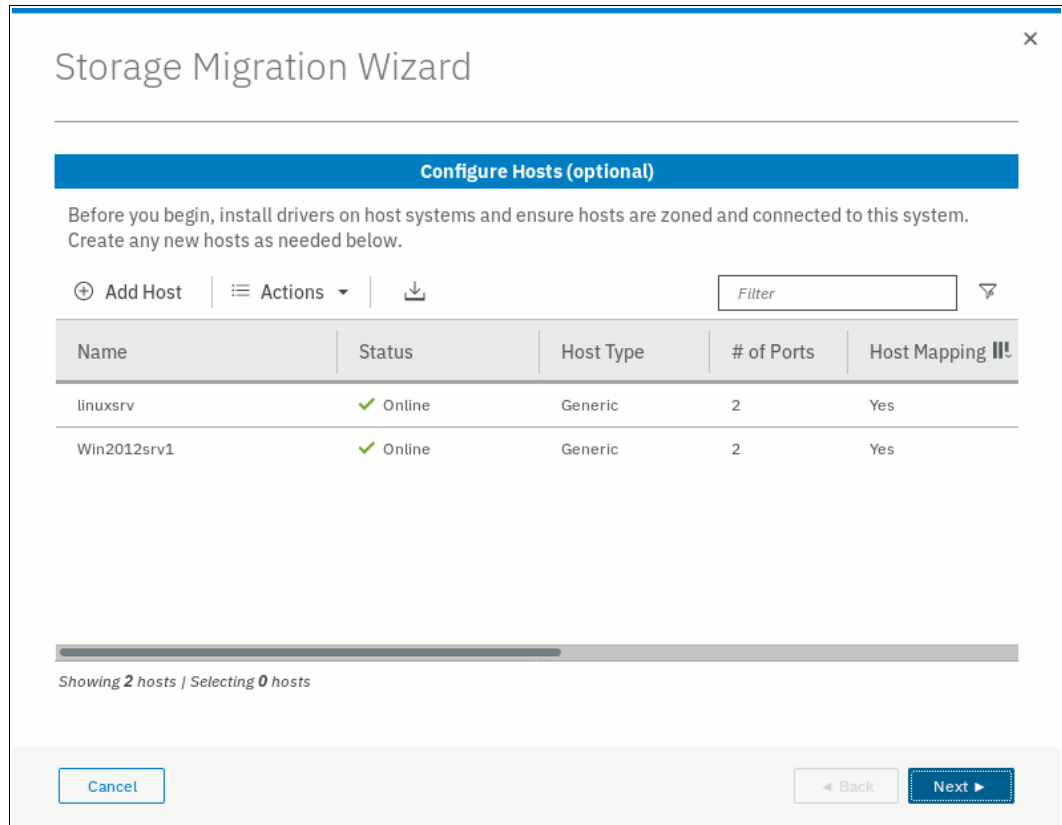 Storage Migration Wizard
Configure Hosts (optional)
Before you begin, install drivers on host systems and ensure hosts are zoned and connected to this system.
Create any new hosts as needed below.
Add Host Actions Filter
Name Status Host Type # of Ports Host Mapping
linuxsrv Online Generic 2 Yes
Win2012srv1 Online Generic 2 Yes
Showing 2 hosts | Selecting 0 hosts
Cancel Back Next